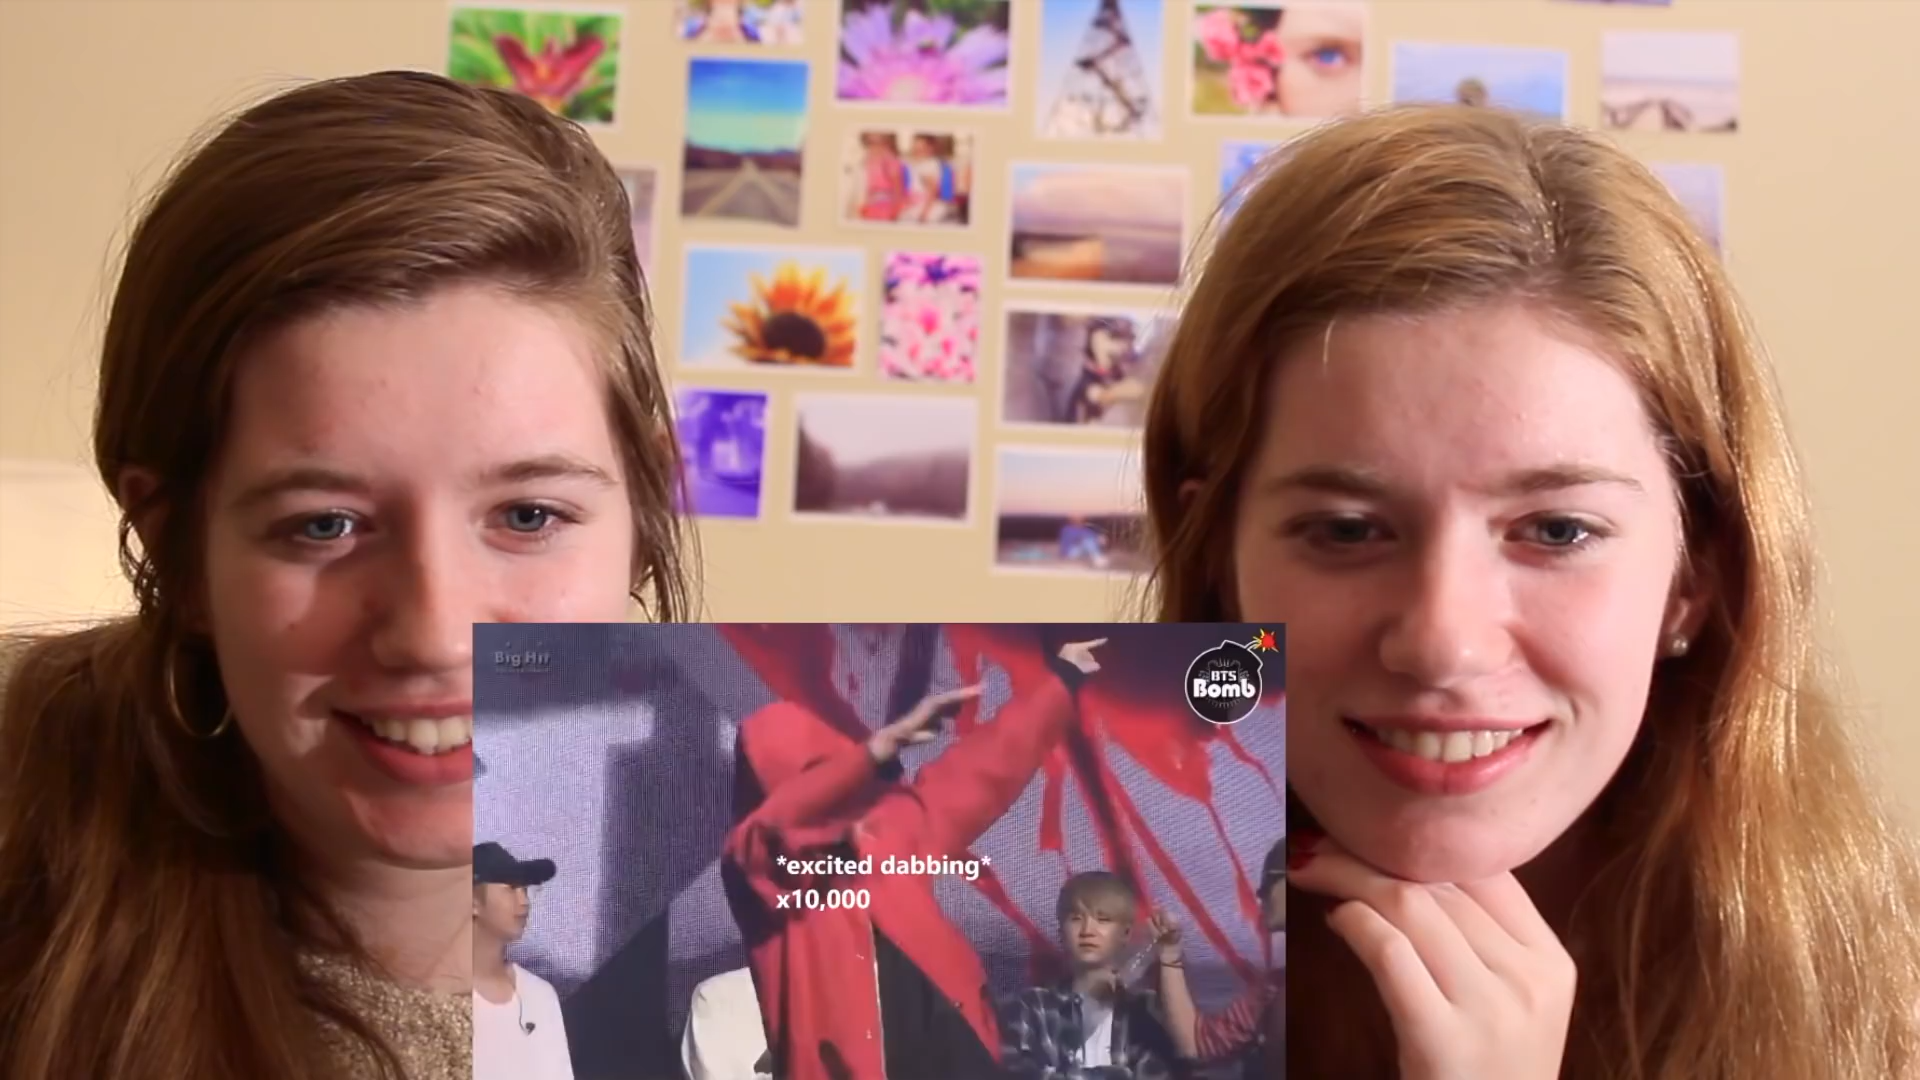 Big Hit
BTS
Bomb
*excited dabbing*
x10,000